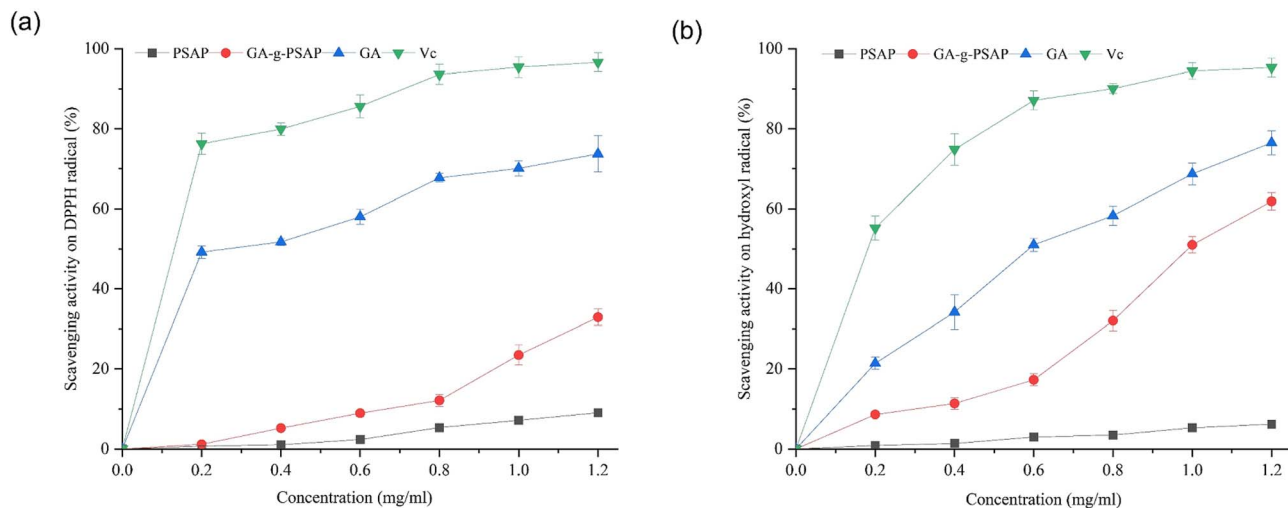 (a)
PSAP GA-g-PSAP GA Vc
Scavenging activity on DPPH radical (%)
100
80
60
40
20
0
0.0 0.2 0.4 0.6 0.8 1.0 1.2
Concentration (mg/ml)
(b)
PSAP GA-g-PSAP GA Vc
Scavenging activity on hydroxyl radical (%)
100
80
60
40
20
0
0.0 0.2 0.4 0.6 0.8 1.0 1.2
Concentration (mg/ml)